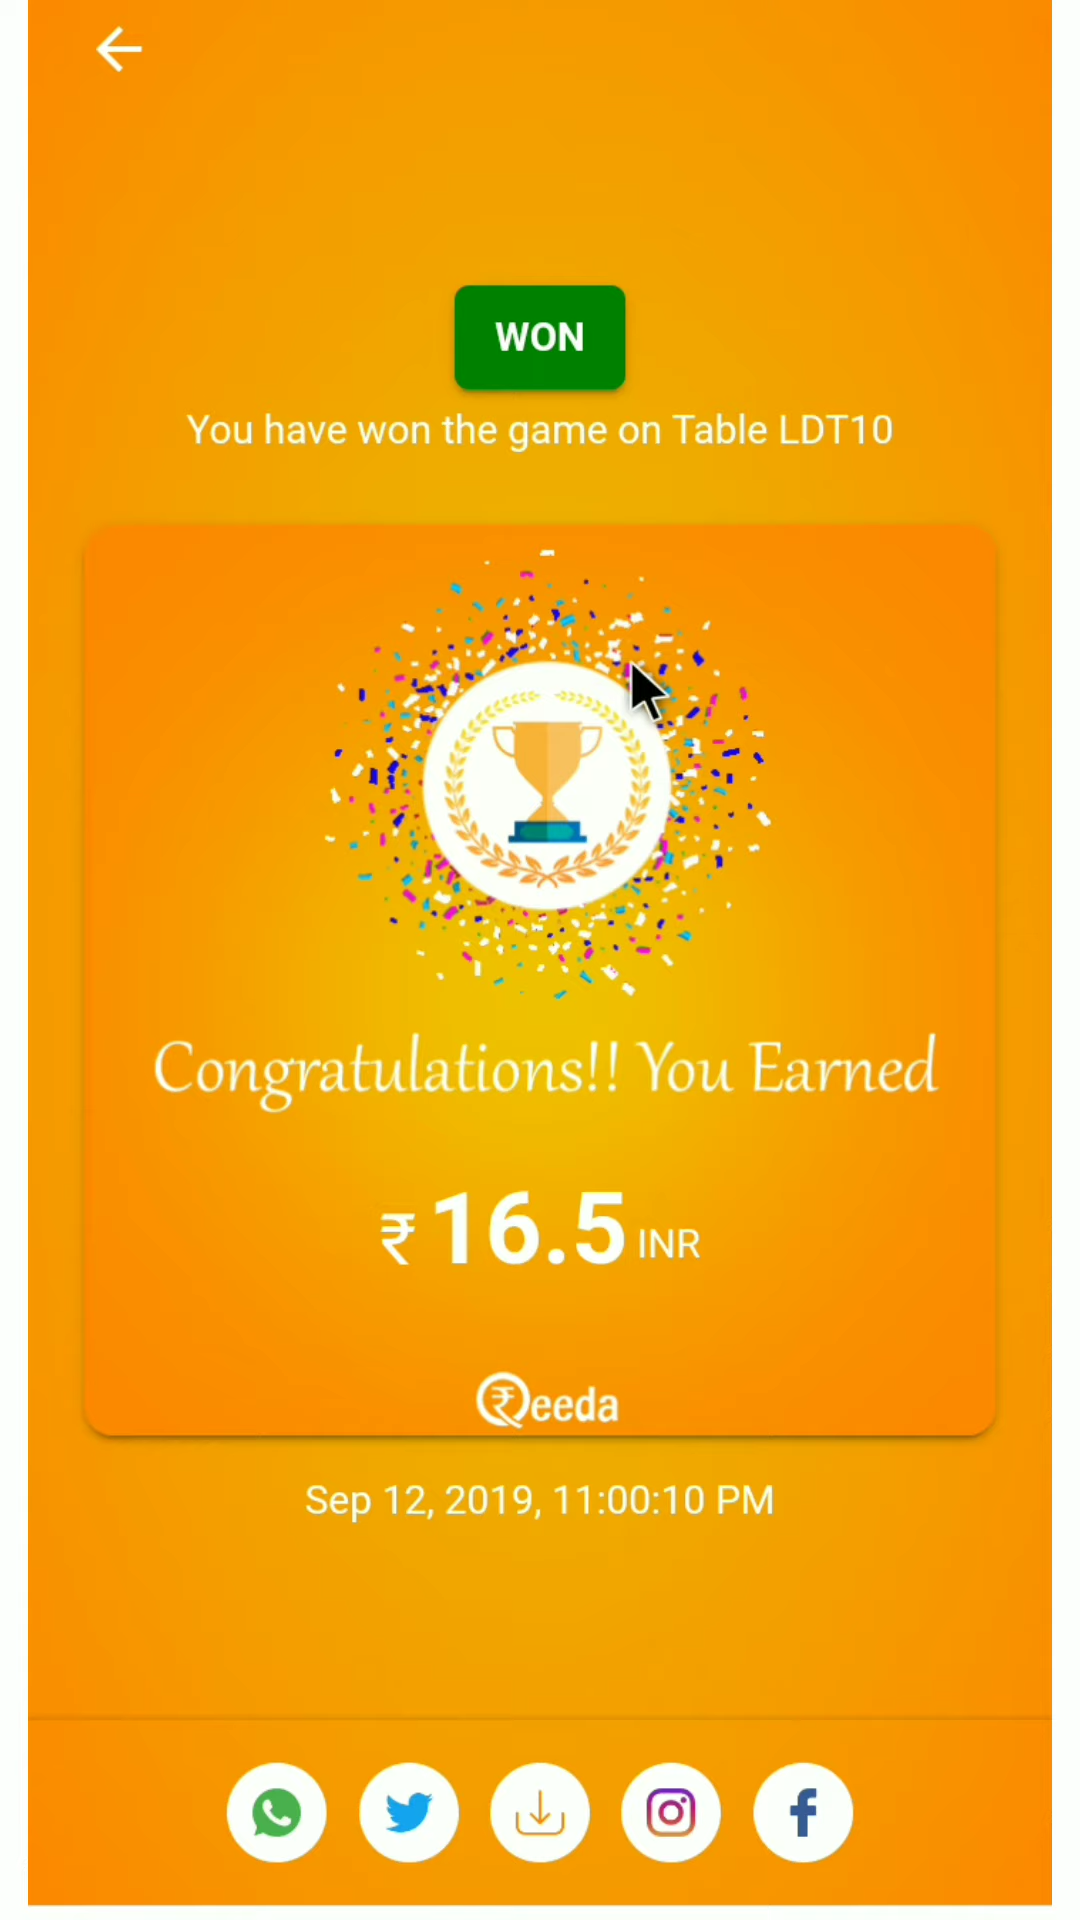 WON
You have won the game on Table LDT10
Congratulations!! You Earned
₹ 16.5 INR
₹eeda
Sep 12, 2019, 11:00:10 PM